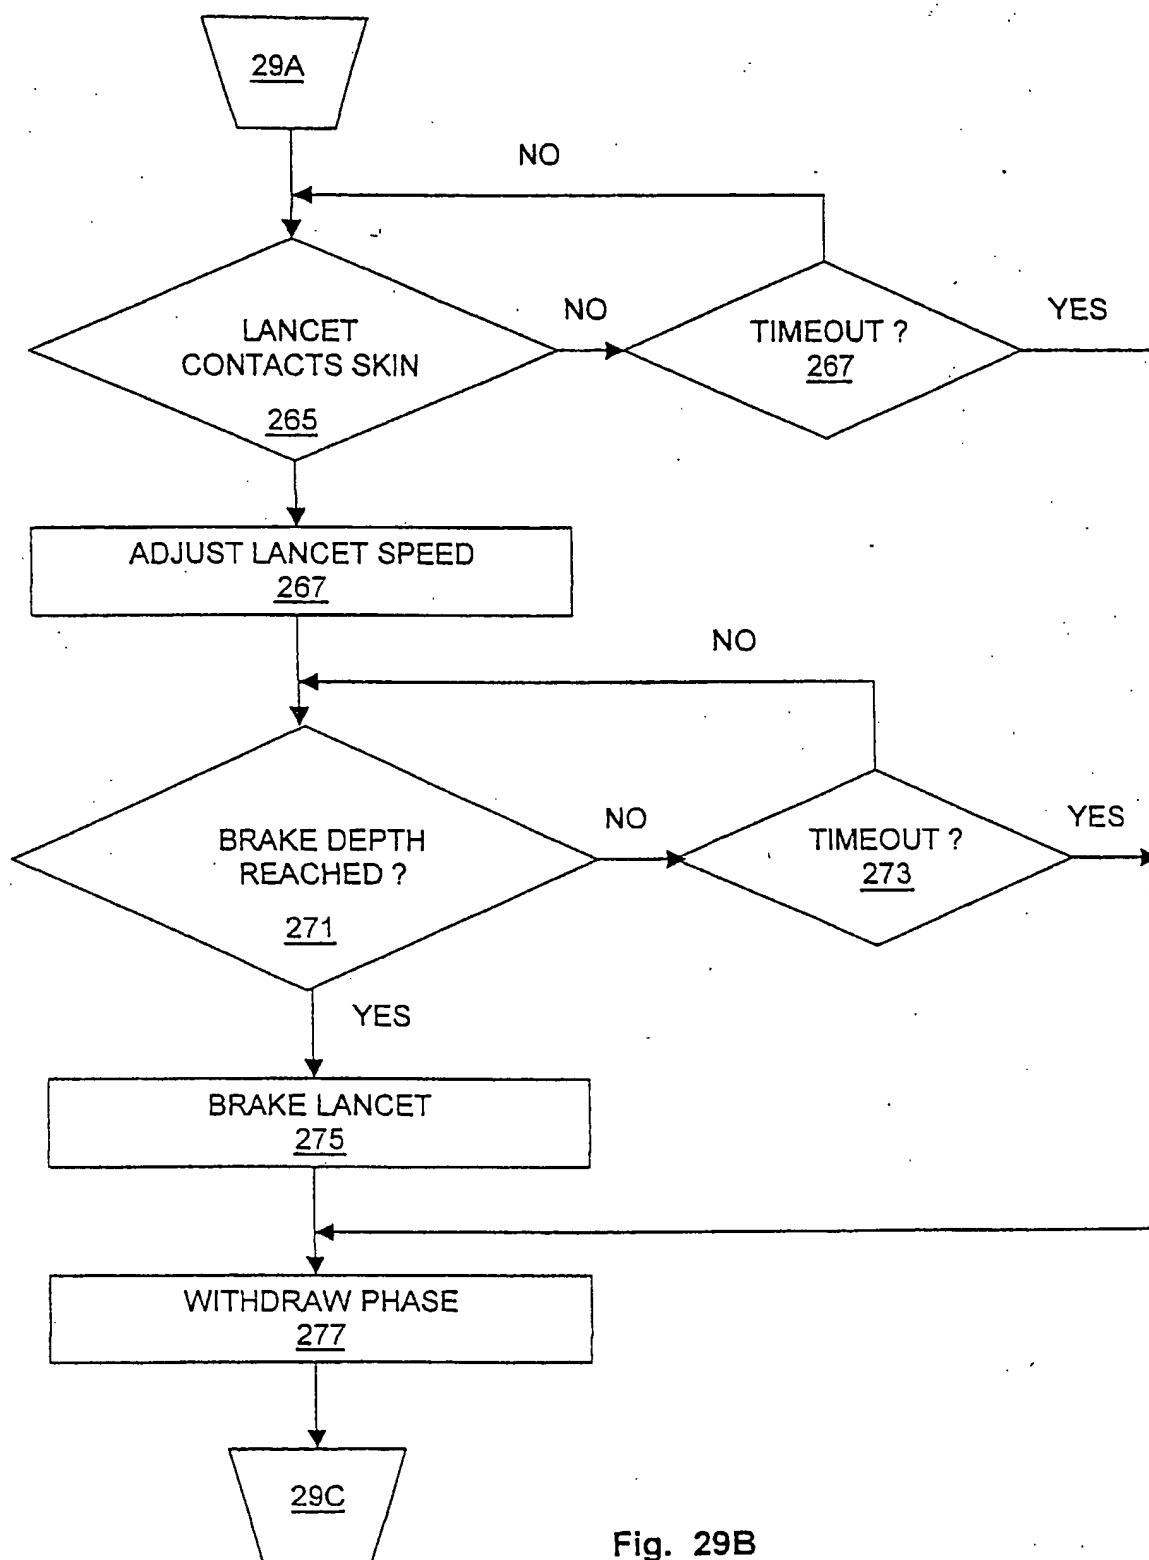 29A
NO
LANCET
CONTACTS SKIN
265
NO
TIMEOUT ?
267
YES
ADJUST LANCET SPEED
267
NO
BRAKE DEPTH
REACHED ?
271
NO
TIMEOUT ?
273
YES
YES
BRAKE LANCET
275
WITHDRAW PHASE
277
29C
Fig. 29B